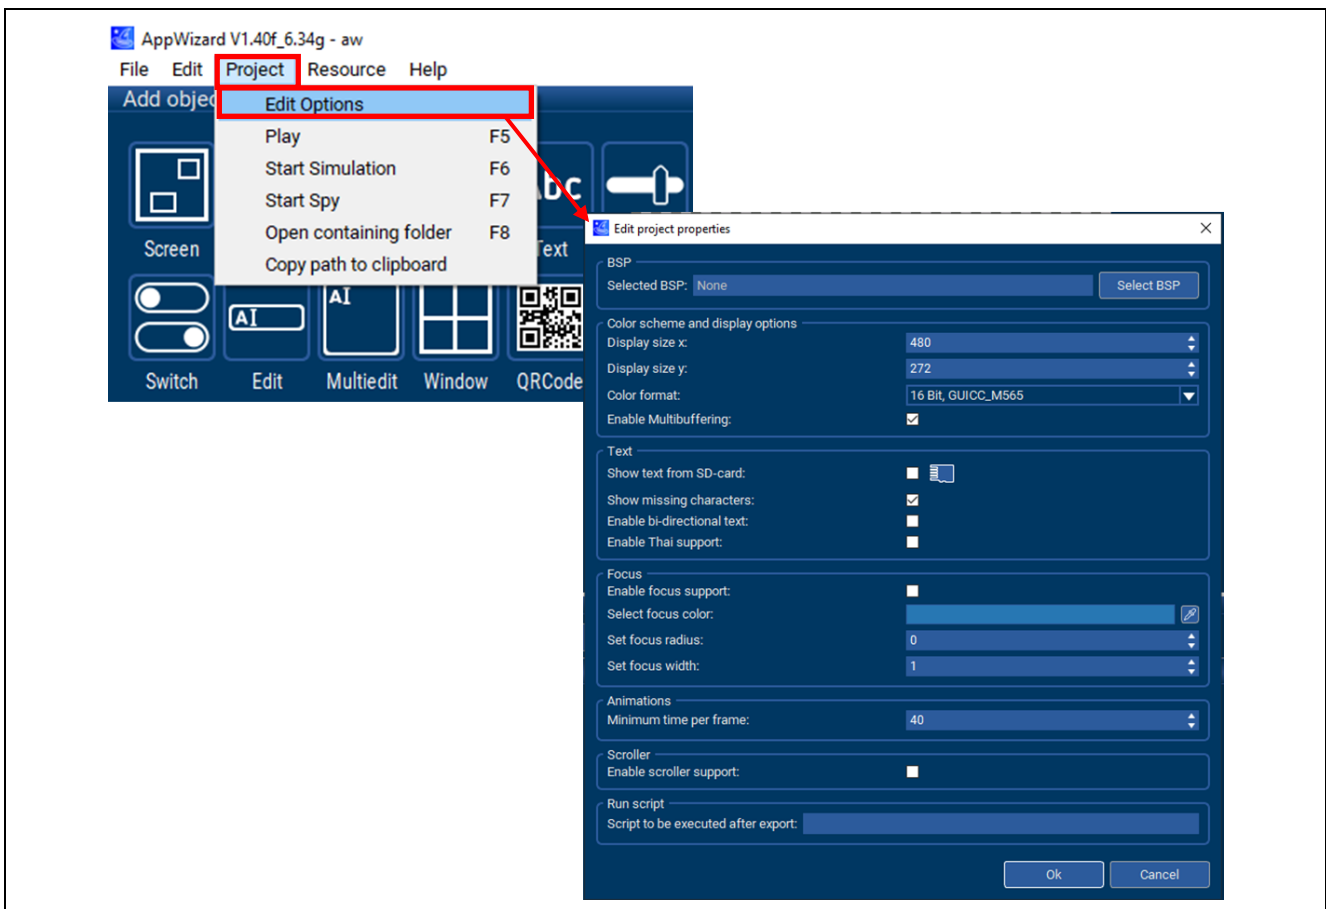 AppWizard V1.40f_6.34g - aw
File Edit Project Resource Help
Add objec
Edit Options
Play F5
Start Simulation F6
Start Spy F7
Open containing folder F8
Copy path to clipboard
bc
Screen
Text
AI
AI
Switch
Edit
Multiedit
Window
QRCode
Edit project properties
BSP
Selected BSP: None
Select BSP
Color scheme and display options
Display size x: 480
Display size y: 272
Color format: 16 Bit, GUICC_M565
Enable Multibuffering:
Text
Show text from SD-card:
Show missing characters:
Enable bi-directional text:
Enable Thai support:
Focus
Enable focus support:
Select focus color:
Set focus radius: 0
Set focus width: 1
Animations
Minimum time per frame: 40
Scroller
Enable scroller support:
Run script
Script to be executed after export:
Ok
Cancel